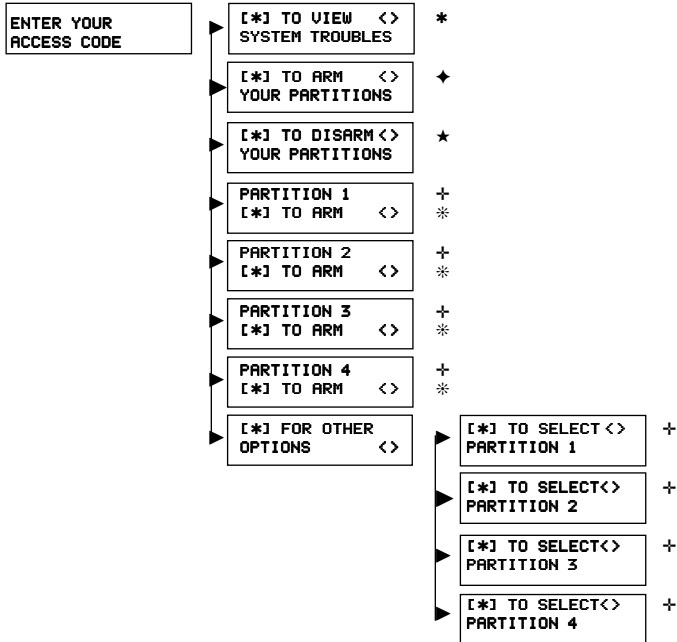 ENTER YOUR
ACCESS CODE
[*] TO VIEW <> *
SYSTEM TROUBLES
[*] TO ARM <> ✦
YOUR PARTITIONS
[*] TO DISARM <> ★
YOUR PARTITIONS
PARTITION 1 ✛
[*] TO ARM <> ❊
PARTITION 2 ✛
[*] TO ARM <> ❊
PARTITION 3 ✛
[*] TO ARM <> ❊
PARTITION 4 ✛
[*] TO ARM <> ❊
[*] FOR OTHER
OPTIONS <>
[*] TO SELECT <> ✛
PARTITION 1
[*] TO SELECT<> ✛
PARTITION 2
[*] TO SELECT<> ✛
PARTITION 3
[*] TO SELECT<> ✛
PARTITION 4